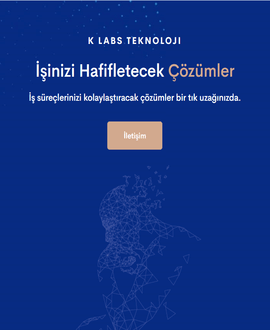 K LABS TEKNOLOJI
İşinizi Hafifletecek Çözümler
İş süreçlerinizi kolaylaştıracak çözümler bir tık uzağınızda.
İletişim